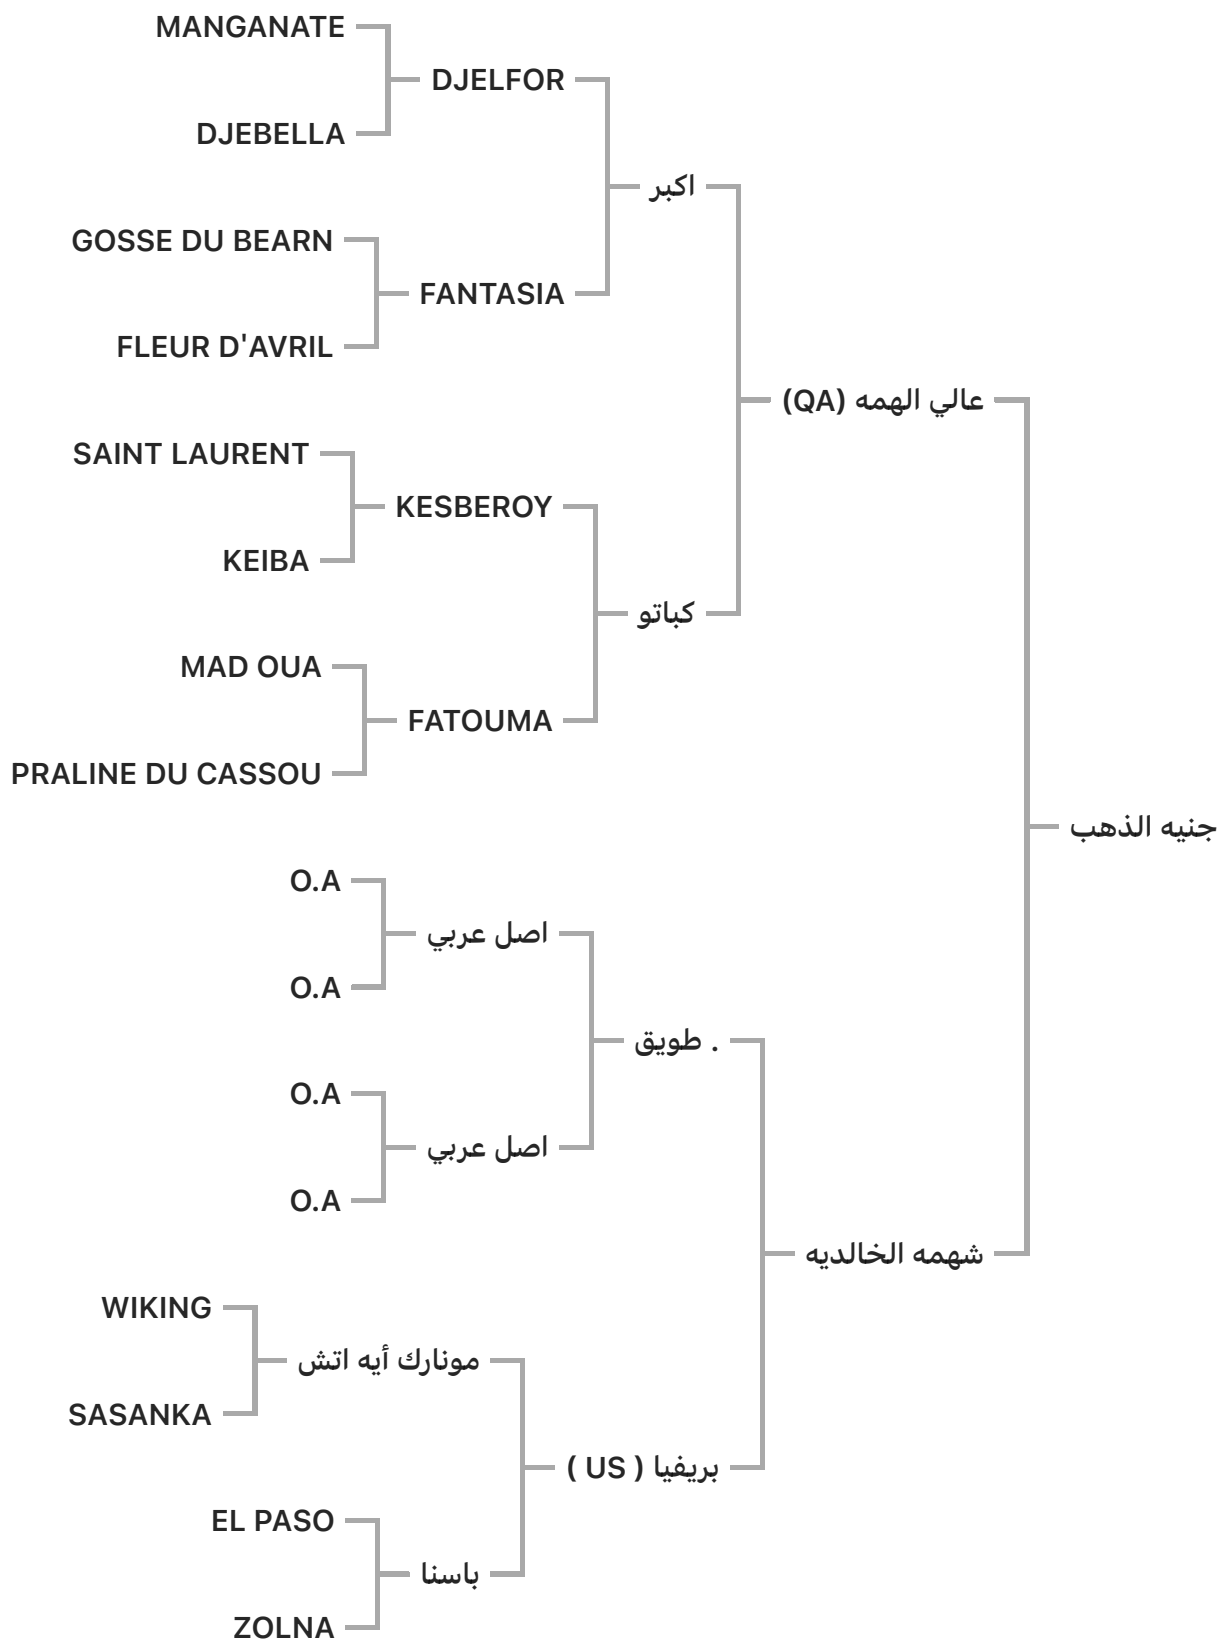 MANGANATE
DJELFOR
DJEBELLA
اكبر
GOSSE DU BEARN
FANTASIA
FLEUR D'AVRIL
عالي الهمه (QA)
SAINT LAURENT
KESBEROY
KEIBA
كباتو
MAD OUA
FATOUMA
PRALINE DU CASSOU
جنيه الذهب
O.A
اصل عربي
O.A
طويق .
O.A
اصل عربي
O.A
شهمه الخالديه
WIKING
مونارك أيه اتش
SASANKA
بريفيا ( US )
EL PASO
باسنا
ZOLNA